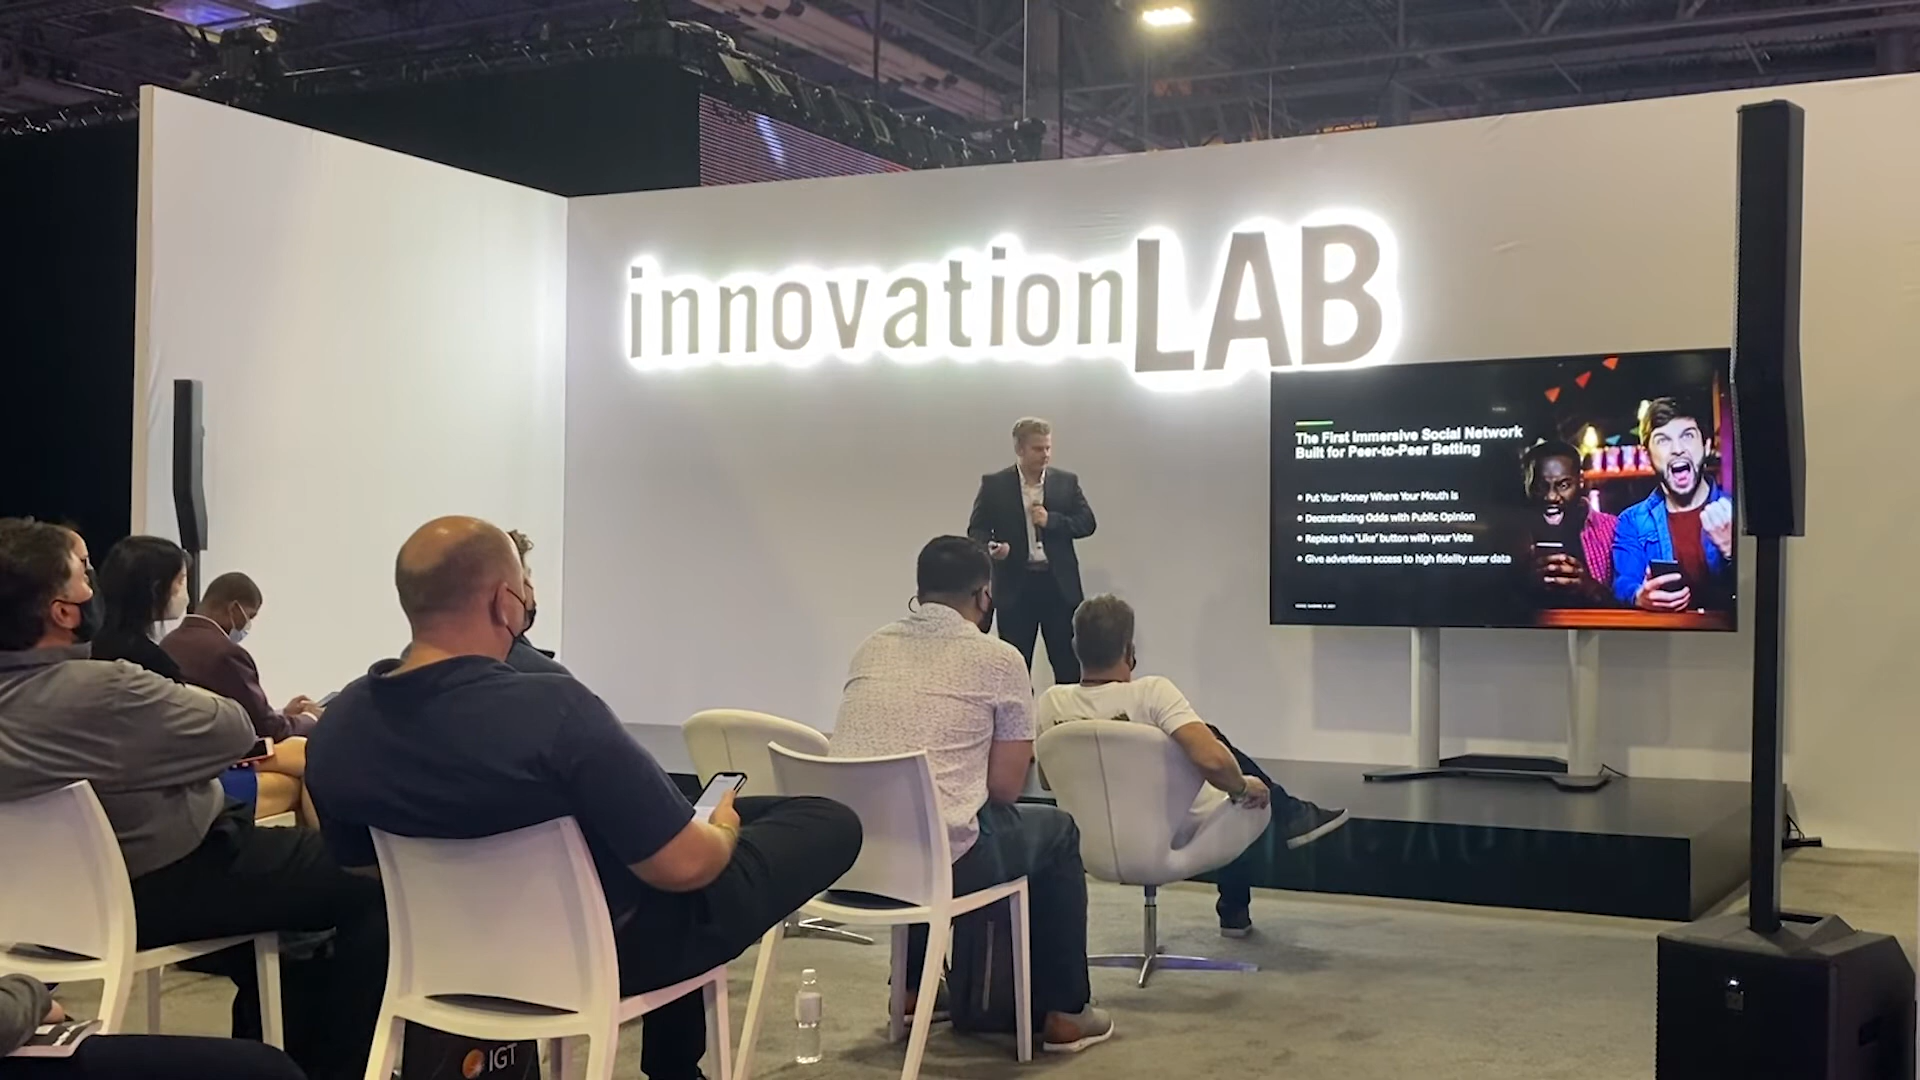 innovationLAB
The First Immersive Social Network
Built for Peer-to-Peer Betting
• Put Your Money Where Your Mouth is
• Decentralizing Odds with Public Opinion
• Replace the 'Like' button with your Vote
• Give advertisers access to high fidelity user data
IGT